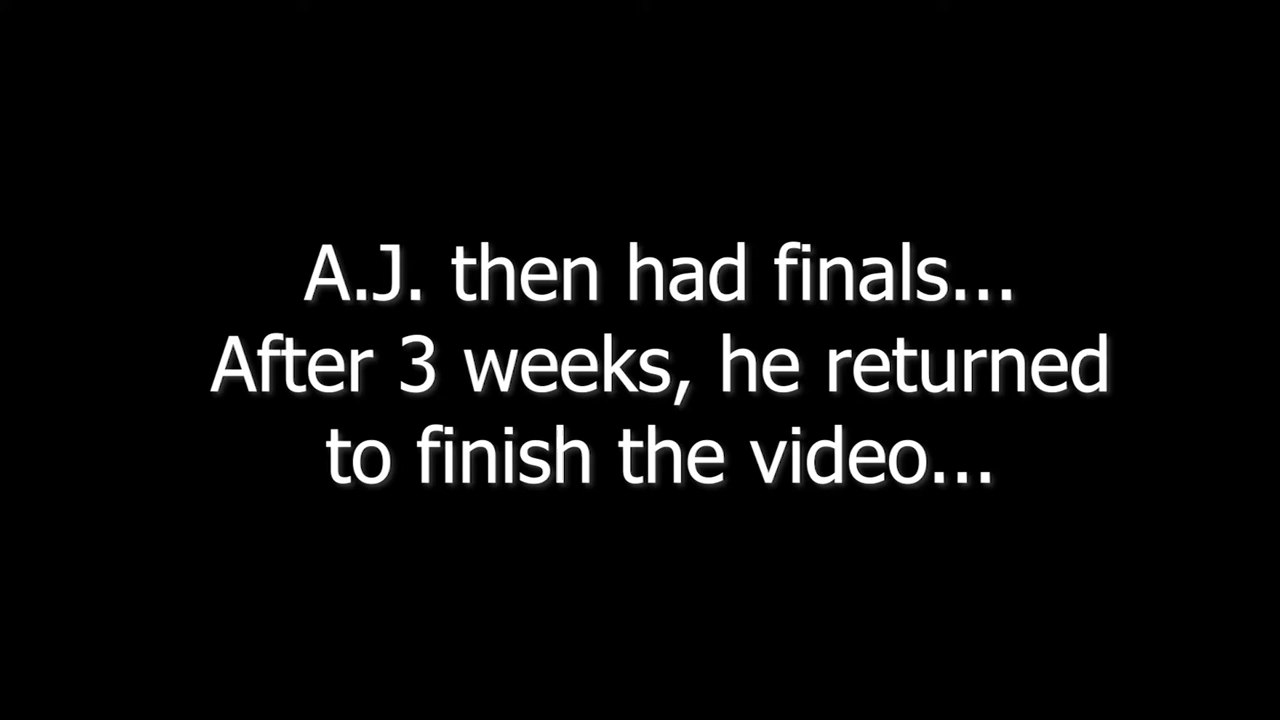 A.J. then had finals...
After 3 weeks, he returned
to finish the video...